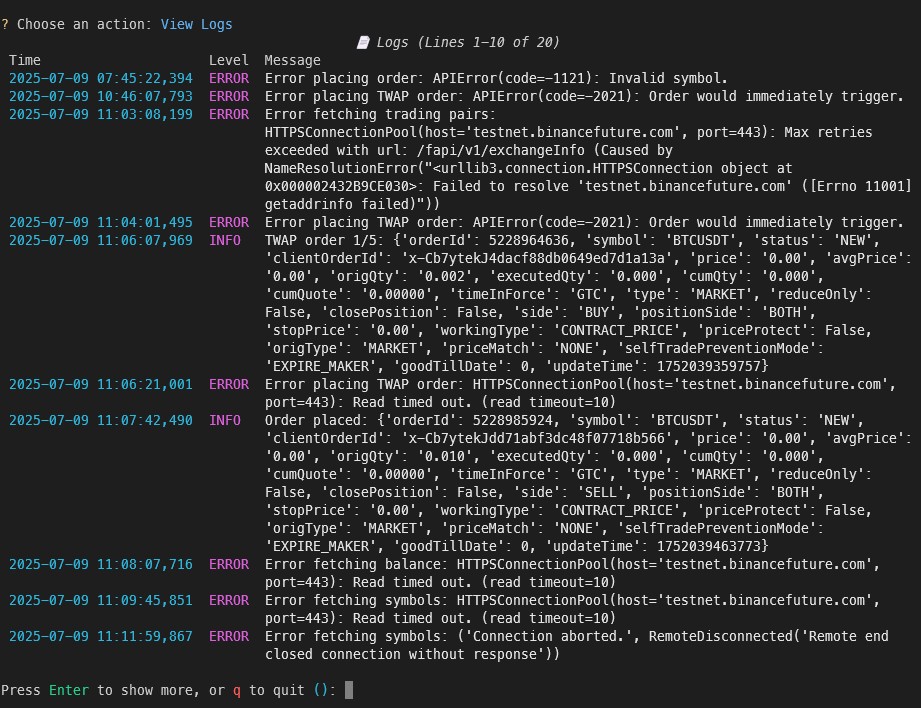 ? Choose an action: View Logs
Logs (Lines 1–10 of 20)
Time Level Message
2025-07-09 07:45:22,394 ERROR Error placing order: APIError(code=-1121): Invalid symbol.
2025-07-09 10:46:07,793 ERROR Error placing TWAP order: APIError(code=-2021): Order would immediately trigger.
2025-07-09 11:03:08,199 ERROR Error fetching trading pairs:
HTTPSConnectionPool(host='testnet.binancefuture.com', port=443): Max retries
exceeded with url: /fapi/v1/exchangeInfo (Caused by
NameResolutionError("<urllib3.connection.HTTPSConnection object at
0x000002432B9CE030>: Failed to resolve 'testnet.binancefuture.com' ([Errno 11001]
getaddrinfo failed)"))
2025-07-09 11:04:01,495 ERROR Error placing TWAP order: APIError(code=-2021): Order would immediately trigger.
2025-07-09 11:06:07,969 INFO TWAP order 1/5: {'orderId': 5228964636, 'symbol': 'BTCUSDT', 'status': 'NEW',
'clientOrderId': 'x-Cb7ytekJ4dacf88db0649ed7d1a13a', 'price': '0.00', 'avgPrice':
'0.00', 'origQty': '0.002', 'executedQty': '0.000', 'cumQty': '0.000',
'cumQuote': '0.00000', 'timeInForce': 'GTC', 'type': 'MARKET', 'reduceOnly':
False, 'closePosition': False, 'side': 'BUY', 'positionSide': 'BOTH',
'stopPrice': '0.00', 'workingType': 'CONTRACT_PRICE', 'priceProtect': False,
'origType': 'MARKET', 'priceMatch': 'NONE', 'selfTradePreventionMode':
'EXPIRE_MAKER', 'goodTillDate': 0, 'updateTime': 1752039359757}
2025-07-09 11:06:21,001 ERROR Error placing TWAP order: HTTPSConnectionPool(host='testnet.binancefuture.com',
port=443): Read timed out. (read timeout=10)
2025-07-09 11:07:42,490 INFO Order placed: {'orderId': 5228985924, 'symbol': 'BTCUSDT', 'status': 'NEW',
'clientOrderId': 'x-Cb7ytekJdd71abf3dc48f07718b566', 'price': '0.00', 'avgPrice':
'0.00', 'origQty': '0.010', 'executedQty': '0.000', 'cumQty': '0.000',
'cumQuote': '0.00000', 'timeInForce': 'GTC', 'type': 'MARKET', 'reduceOnly':
False, 'closePosition': False, 'side': 'SELL', 'positionSide': 'BOTH',
'stopPrice': '0.00', 'workingType': 'CONTRACT_PRICE', 'priceProtect': False,
'origType': 'MARKET', 'priceMatch': 'NONE', 'selfTradePreventionMode':
'EXPIRE_MAKER', 'goodTillDate': 0, 'updateTime': 1752039463773}
2025-07-09 11:08:07,716 ERROR Error fetching balance: HTTPSConnectionPool(host='testnet.binancefuture.com',
port=443): Read timed out. (read timeout=10)
2025-07-09 11:09:45,851 ERROR Error fetching symbols: HTTPSConnectionPool(host='testnet.binancefuture.com',
port=443): Read timed out. (read timeout=10)
2025-07-09 11:11:59,867 ERROR Error fetching symbols: ('Connection aborted.', RemoteDisconnected('Remote end
closed connection without response'))
Press Enter to show more, or q to quit ():